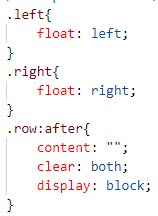 .left{
    float: left;
}
.right{
    float: right;
}
.row:after{
    content: "";
    clear: both;
    display: block;
}